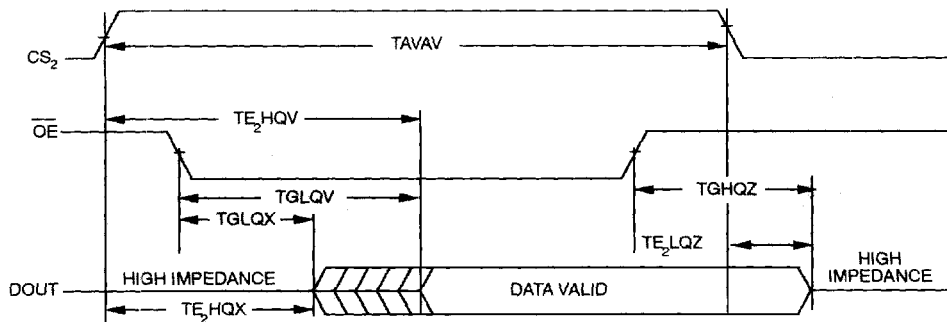 TAVAV
CS₂
TE₂HQV
OE
TGLQV
TGHQZ
TGLQX
TE₂LQZ
HIGH IMPEDANCE
HIGH IMPEDANCE
DOUT
DATA VALID
TE₂HQX